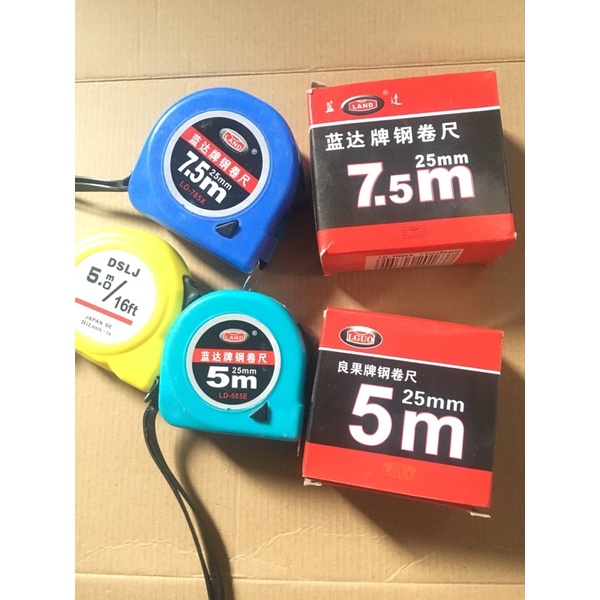 LAND
®
蓝达牌钢卷尺
7.5m
25mm
LD-785X
蓝 LAND ® 达
蓝达牌钢卷尺
25mm
7.5m
DSLJ
5.m
16ft
JAPAN SE
LAND
蓝达牌钢卷尺
25mm
5m
LD-585E
LGUO
良果牌钢卷尺
25mm
5m
LGUO